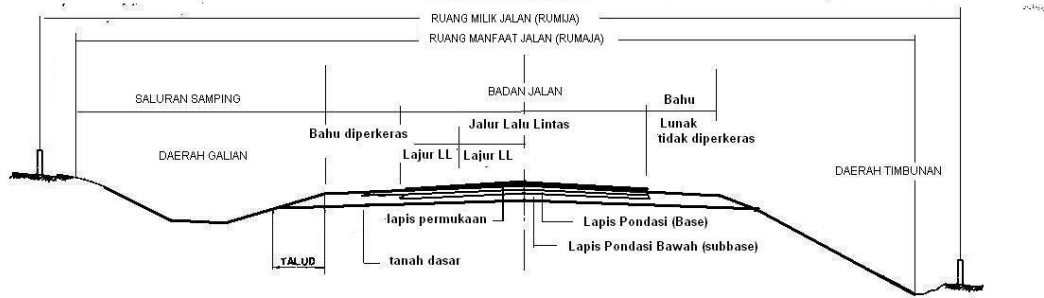 RUANG MILIK JALAN (RUMIJA)
RUANG MANFAAT JALAN (RUMAJA)
SALURAN SAMPING
BADAN JALAN
Bahu
Bahu diperkeras
Jalur Lalu Lintas
Lunak
tidak diperkeras
Lajur LL
Lajur LL
DAERAH GALIAN
DAERAH TIMBUNAN
lapis permukaan
Lapis Pondasi (Base)
Lapis Pondasi Bawah (subbase)
TALUD
tanah dasar